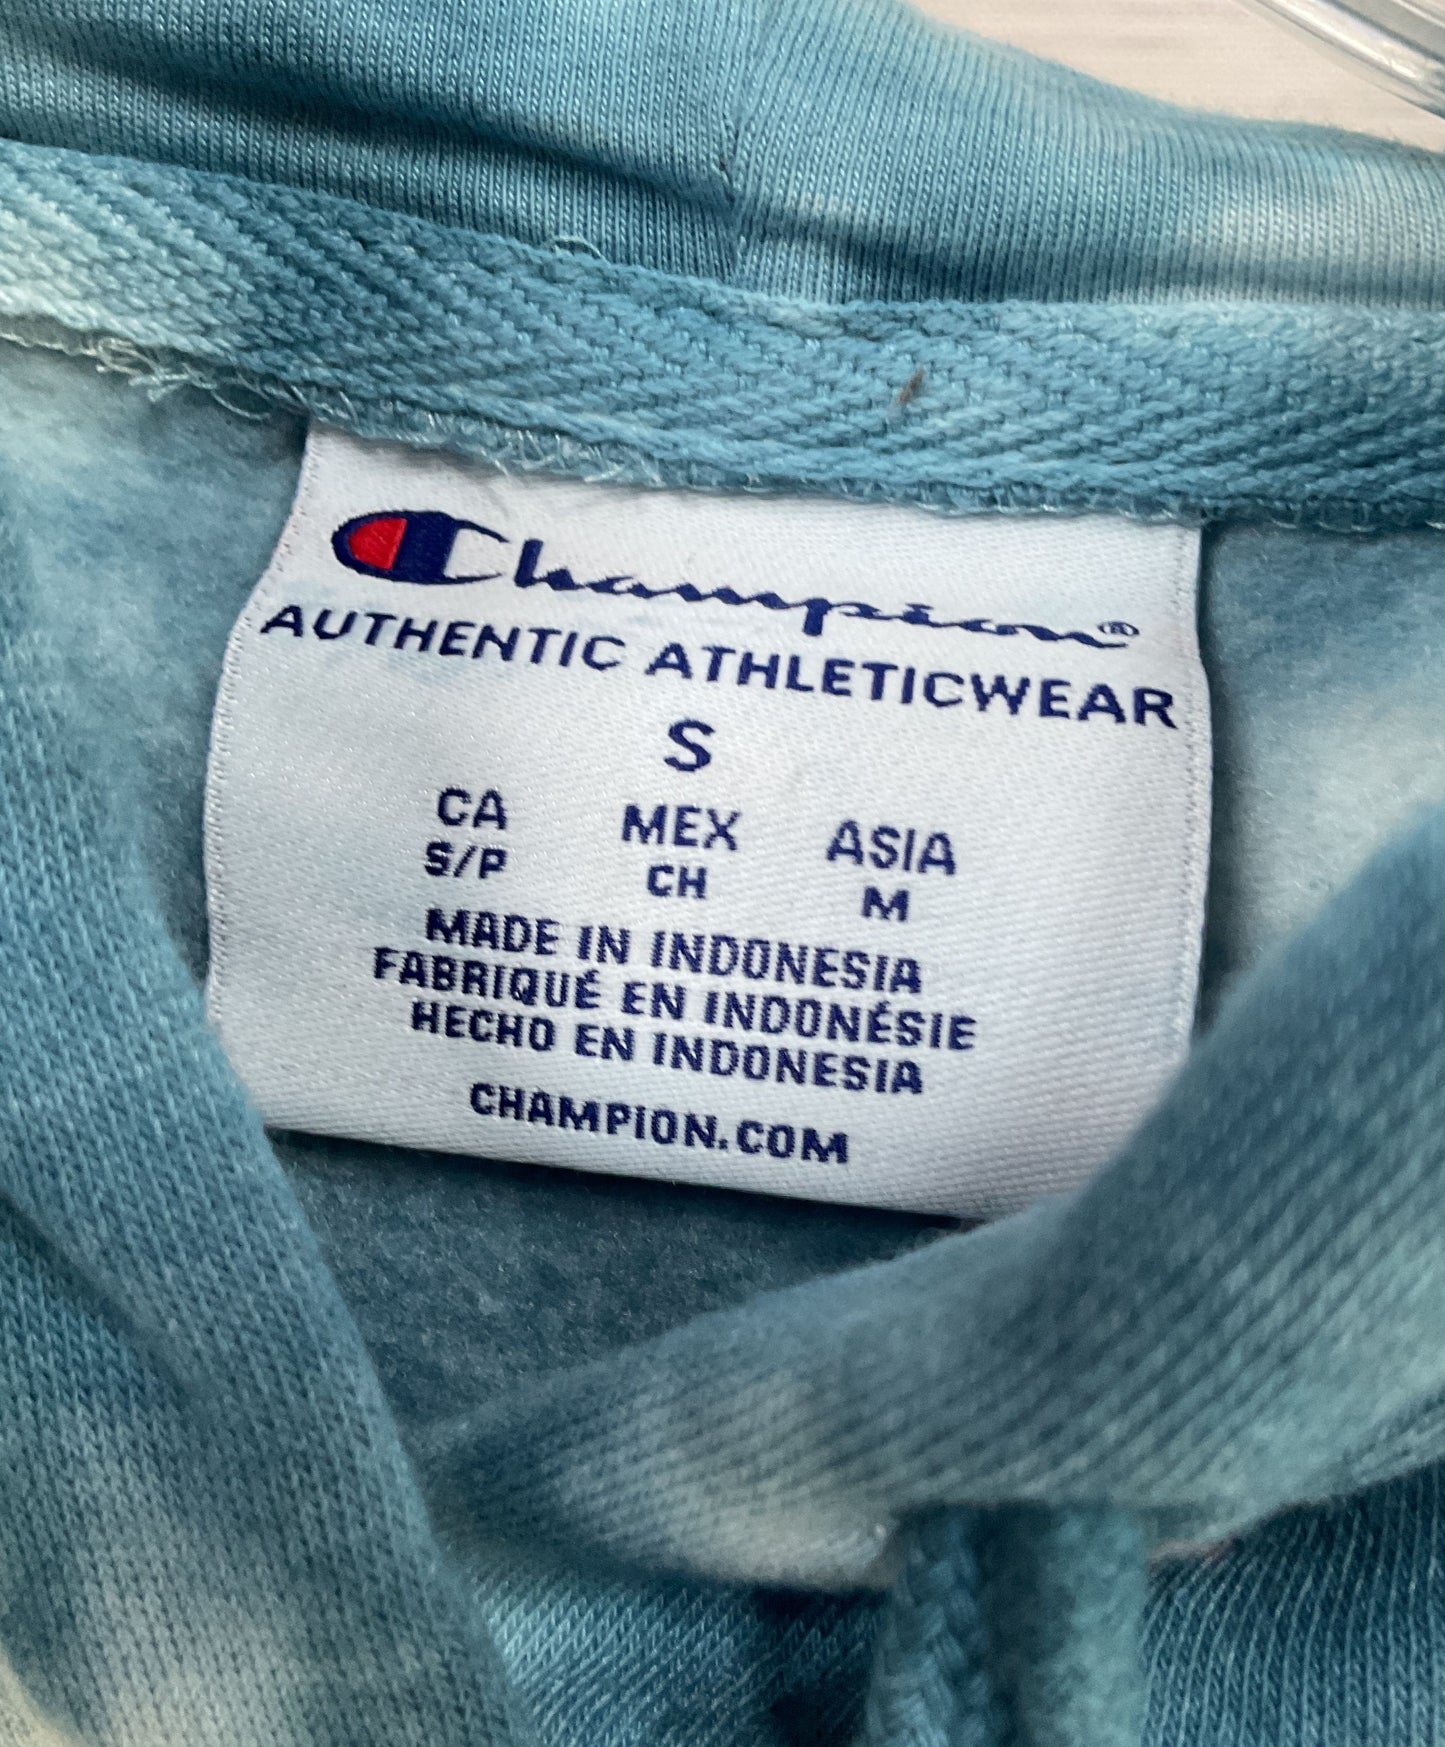 Champion®
AUTHENTIC ATHLETICWEAR
S
CA MEX ASIA
S/P CH M
MADE IN INDONESIA
FABRIQUÉ EN INDONÉSIE
HECHO EN INDONESIA
CHAMPION.COM